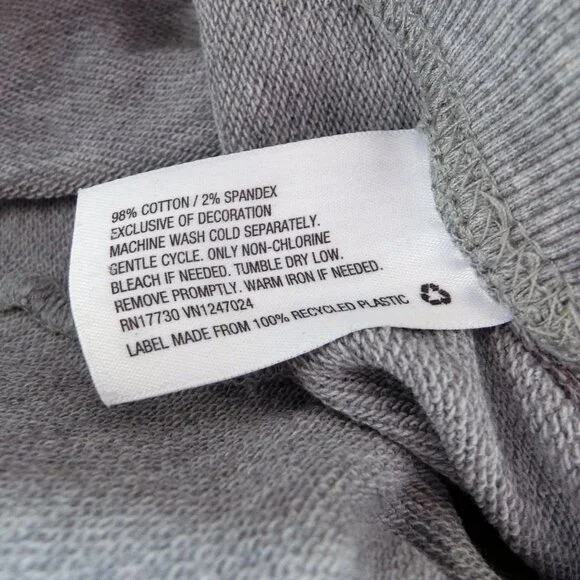 98% COTTON / 2% SPANDEX
EXCLUSIVE OF DECORATION
MACHINE WASH COLD SEPARATELY.
GENTLE CYCLE. ONLY NON-CHLORINE
BLEACH IF NEEDED. TUMBLE DRY LOW.
REMOVE PROMPTLY. WARM IRON IF NEEDED.
RN17730 VN1247024
LABEL MADE FROM 100% RECYCLED PLASTIC